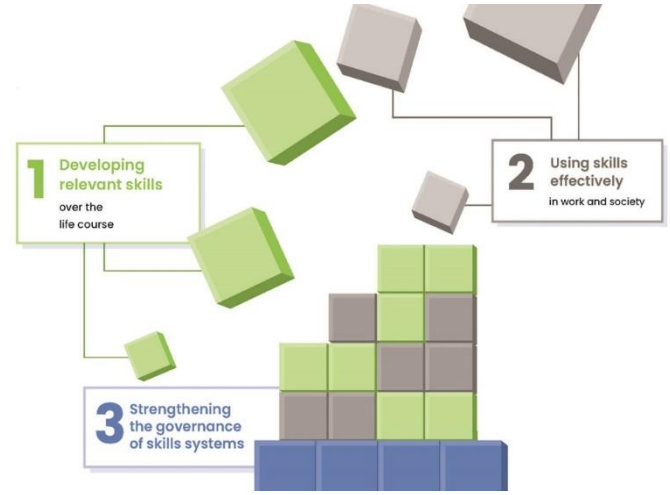 1
Developing
relevant skills
over the
life course
2
Using skills
effectively
in work and society
3
Strengthening
the governance
of skills systems